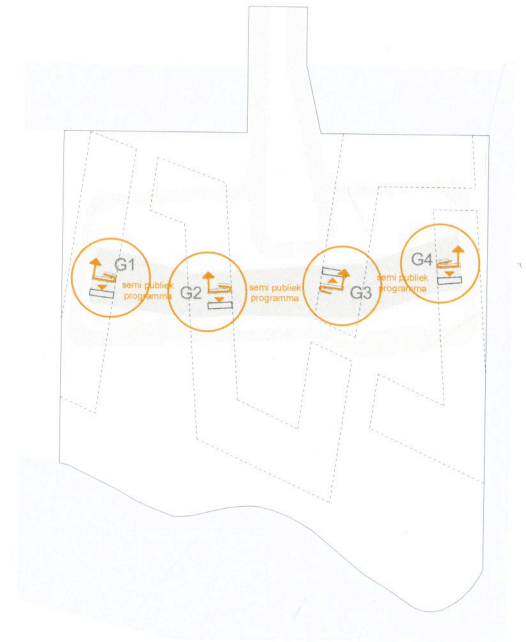 G1
semi publiek
programma
G2
semi publiek
programma
G3
semi publiek
programma
G4